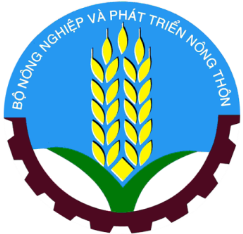 BỘ NÔNG NGHIỆP VÀ PHÁT TRIỂN NÔNG THÔN